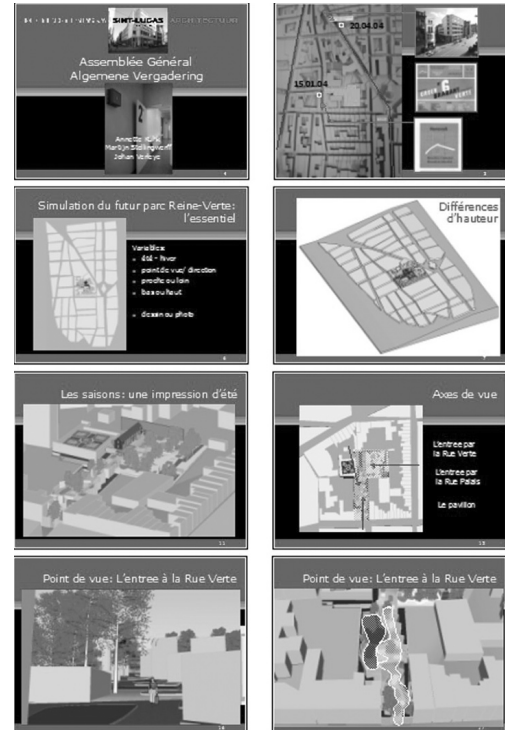 SINT-LUCAS
Assemblée Général
Algemene Vergadering
Annette
Martijn Stellingwerff
Johan Verleye
20.04.04
15.01.04
Simulation du futur parc Reine-Verte:
l'essentiel
Variables:
été - hiver
point de vue/ direction
proche ou loin
bas ou haut
dessin ou photo
Différences
d'hauteur
Les saisons: une impression d'été
11
Axes de vue
L'entree par
la Rue Verte
L'entree par
la Rue Palais
Le pavillon
Point de vue: L'entree à la Rue Verte
Point de vue: L'entree à la Rue Verte